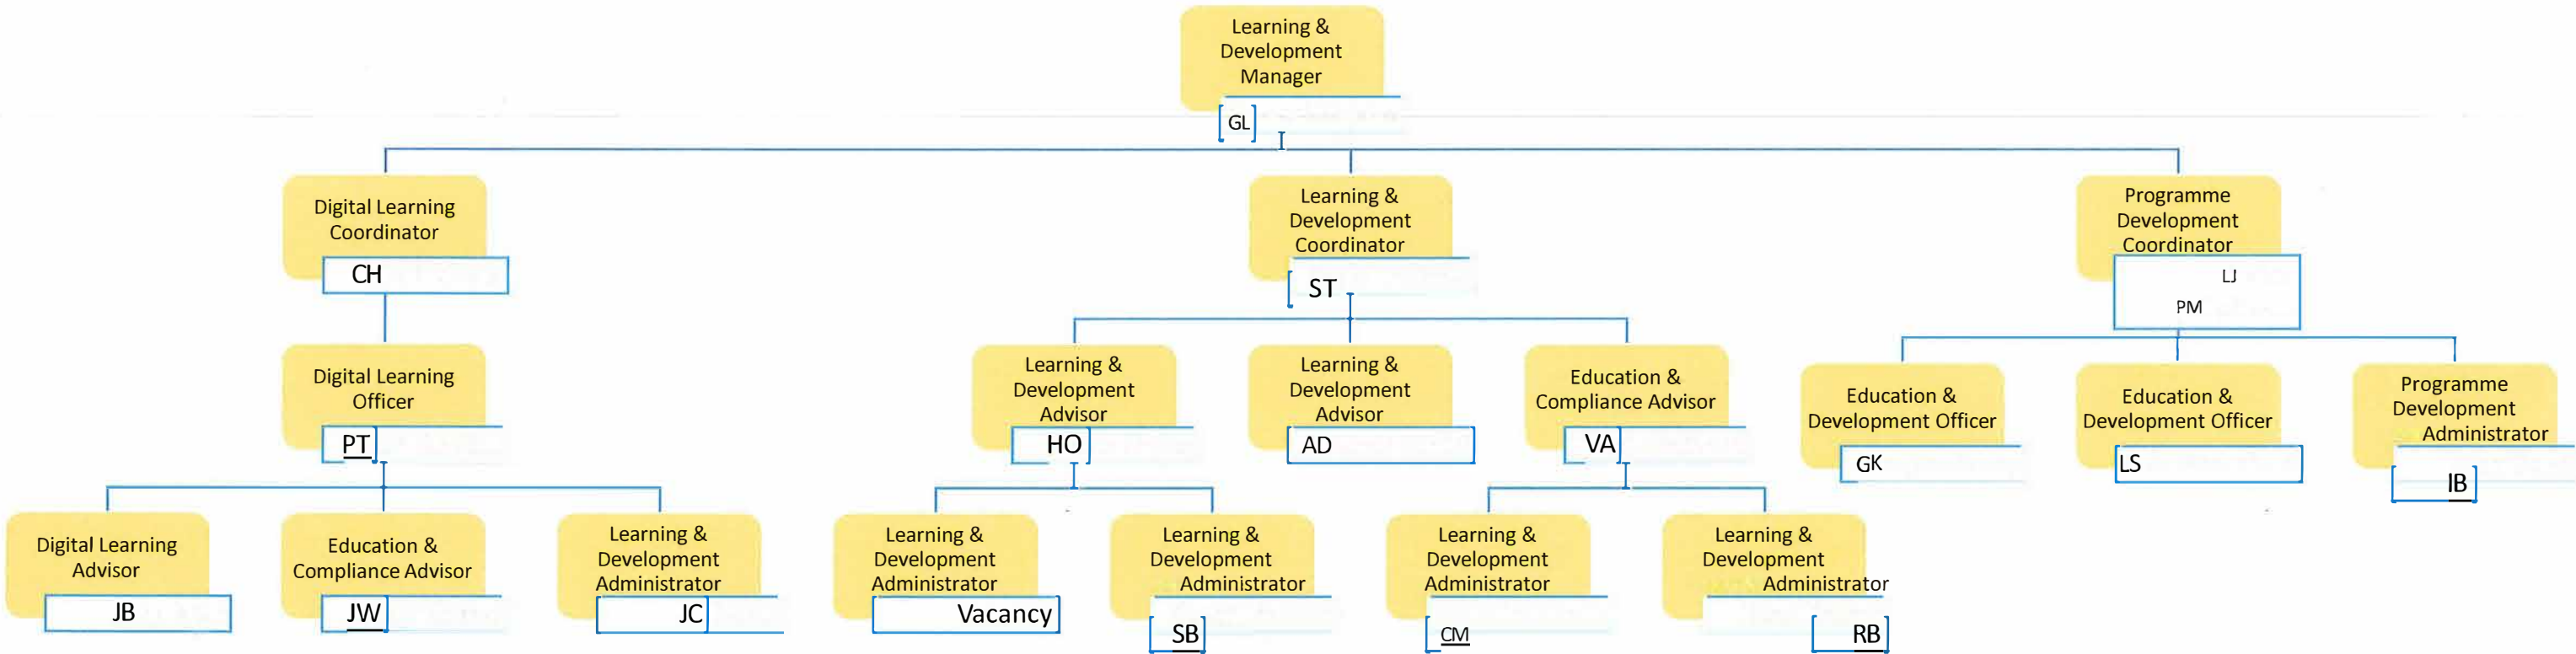 Learning &
Development
Manager
GL
Digital Learning
Coordinator
CH
Learning &
Development
Coordinator
ST
Programme
Development
Coordinator
LJ
PM
Digital Learning
Officer
PT
Learning &
Development
Advisor
HO
Learning &
Development
Advisor
AD
Education &
Compliance Advisor
VA
Education &
Development Officer
GK
Education &
Development Officer
LS
Programme
Development
Administrator
IB
Digital Learning
Advisor
JB
Education &
Compliance Advisor
JW
Learning &
Development
Administrator
JC
Learning &
Development
Administrator
Vacancy
Learning &
Development
Administrator
SB
Learning &
Development
Administrator
CM
Learning &
Development
Administrator
RB